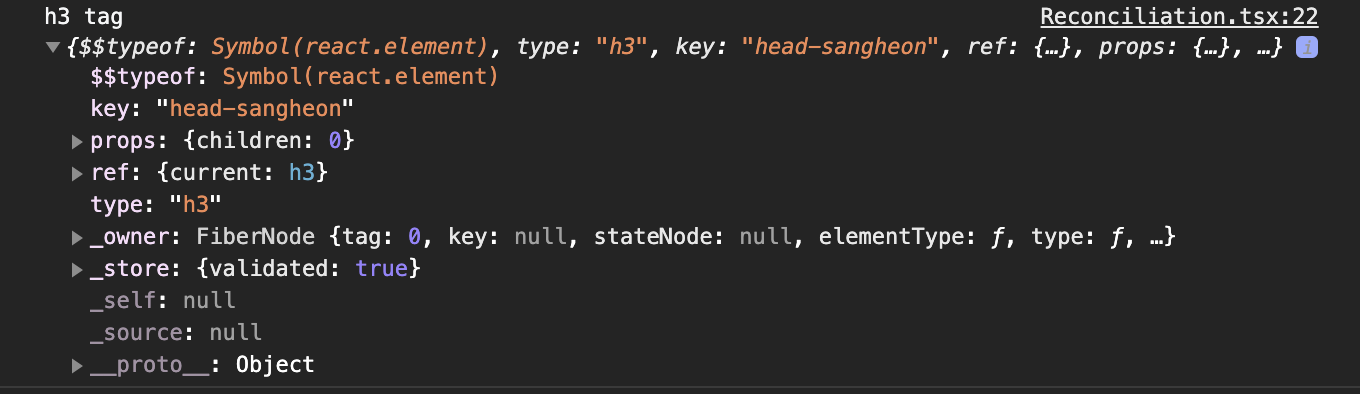 h3 tag Reconciliation.tsx:22
▼{$$typeof: Symbol(react.element), type: "h3", key: "head-sangheon", ref: {…}, props: {…}, …} i
$$typeof: Symbol(react.element)
key: "head-sangheon"
▶props: {children: 0}
▶ref: {current: h3}
type: "h3"
▶_owner: FiberNode {tag: 0, key: null, stateNode: null, elementType: ƒ, type: ƒ, …}
▶_store: {validated: true}
_self: null
_source: null
▶__proto__: Object